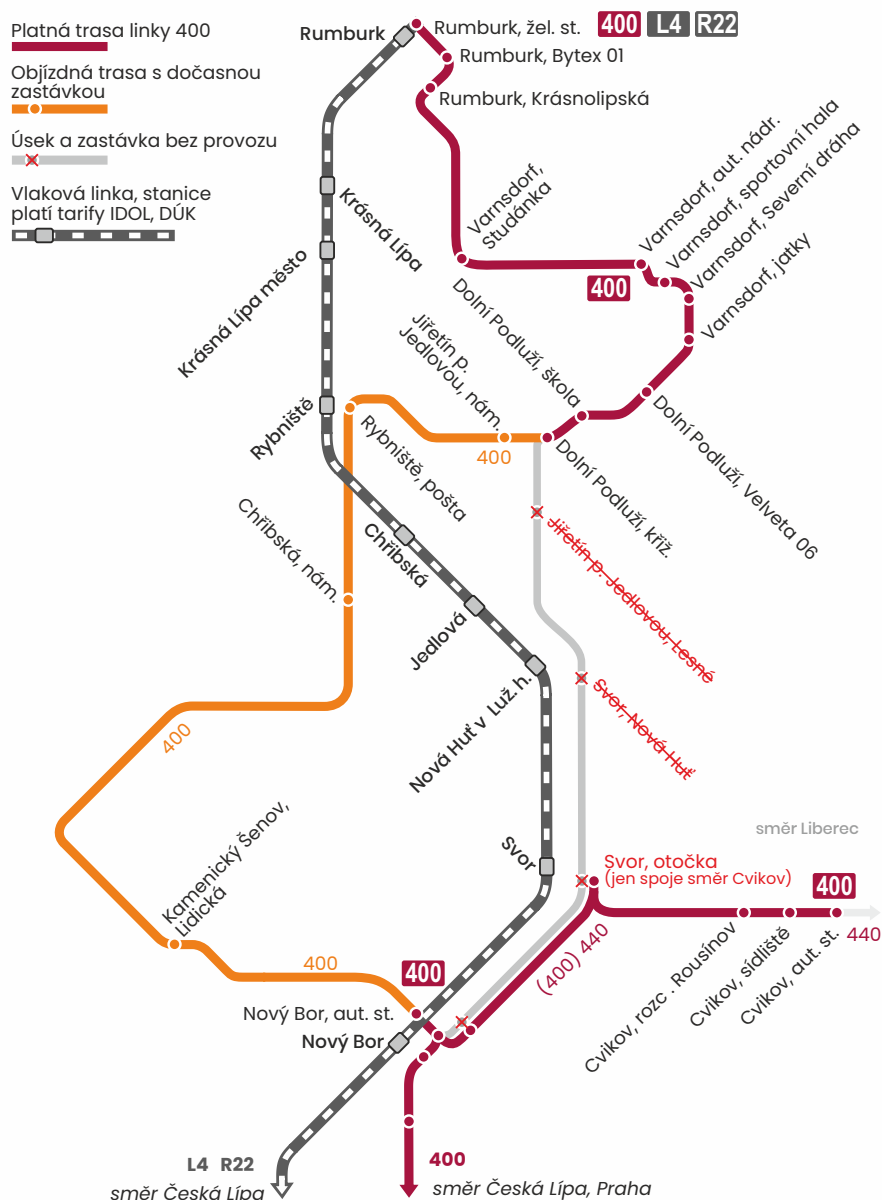 Platná trasa linky 400
Objízdná trasa s dočasnou
zastávkou
Úsek a zastávka bez provozu
Vlaková linka, stanice
platí tarify IDOL, DÚK
Rumburk
Rumburk, žel. st. 400 L4 R22
Rumburk, Bytex 01
Rumburk, Krásnolipská
Krásná Lípa
Krásná Lípa město
Varnsdorf,
Studánka
Varnsdorf, aut. nádr.
Varnsdorf, sportovní hala
Varnsdorf, Severní dráha
Varnsdorf, jatky
400
Dolní Podluží, škola
Jiřetín p.
Jedlovou, nám.
Dolní Podluží, Velveta 06
Dolní Podluží, kříž.
400
Rybniště
Rybniště, pošta
Chřibská, nám.
Chřibská
Jiřetín p. Jedlovou, Lesné
Jedlová
Nová Huť v Luž. h.
Svor, Nová Huť
400
Kamenický Šenov,
Lidická
směr Liberec
Svor
Svor, otočka
(jen spoje směr Cvikov)
400
440
(400) 440
Cvikov, rozc . Rousínov
Cvikov, sídliště
Cvikov, aut. st.
400
400
Nový Bor, aut. st.
Nový Bor
L4 R22
směr Česká Lípa
400
směr Česká Lípa, Praha